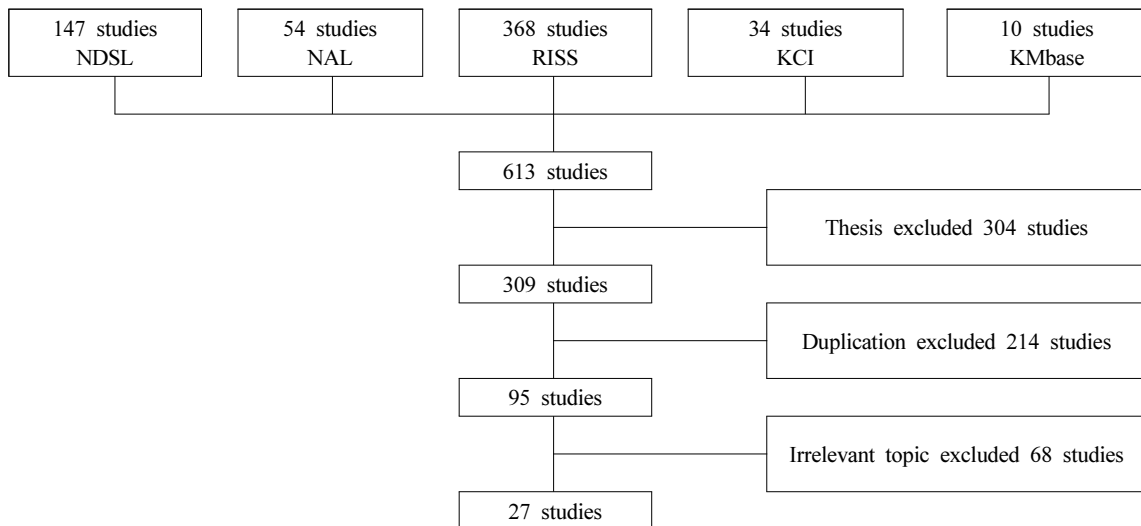 147 studies
NDSL
54 studies
NAL
368 studies
RISS
34 studies
KCI
10 studies
KMbase
613 studies
Thesis excluded 304 studies
309 studies
Duplication excluded 214 studies
95 studies
Irrelevant topic excluded 68 studies
27 studies